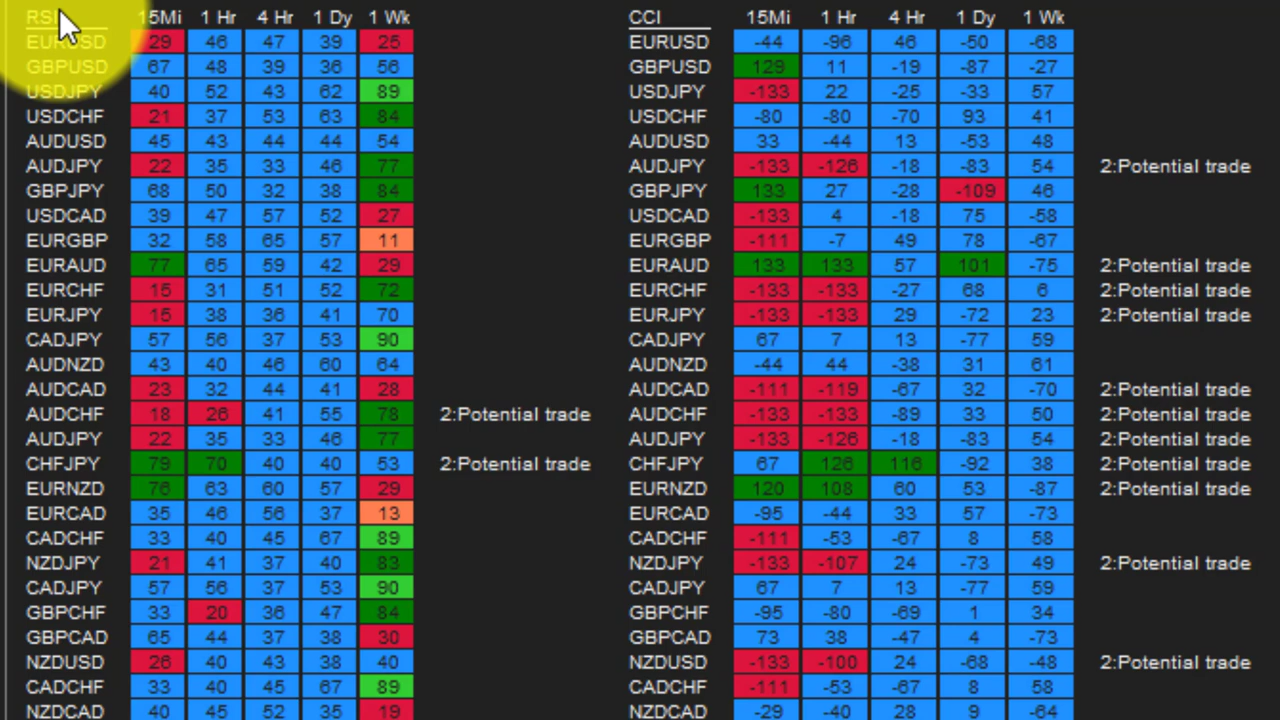 RSI 15Mi 1 Hr 4 Hr 1 Dy 1 Wk CCI 15Mi 1 Hr 4 Hr 1 Dy 1 Wk
EURUSD 29 46 47 39 25 EURUSD -44 -96 46 -50 -68
GBPUSD 67 48 39 36 56 GBPUSD 129 11 -19 -87 -27
USDJPY 40 52 43 62 89 USDJPY -133 22 -25 -33 57
USDCHF 21 37 53 63 84 USDCHF -80 -80 -70 93 41
AUDUSD 45 43 44 44 54 AUDUSD 33 -44 13 -53 48
AUDJPY 22 35 33 46 77 AUDJPY -133 -126 -18 -83 54 2:Potential trade
GBPJPY 68 50 32 38 84 GBPJPY 133 27 -28 -109 46
USDCAD 39 47 57 52 27 USDCAD -133 4 -18 75 -58
EURGBP 32 58 65 57 11 EURGBP -111 -7 49 78 -67
EURAUD 77 65 59 42 29 EURAUD 133 133 57 101 -75 2:Potential trade
EURCHF 15 31 51 52 72 EURCHF -133 -133 -27 68 6 2:Potential trade
EURJPY 15 38 36 41 70 EURJPY -133 -133 29 -72 23 2:Potential trade
CADJPY 57 56 37 53 90 CADJPY 67 7 13 -77 59
AUDNZD 43 40 46 60 64 AUDNZD -44 44 -38 31 61
AUDCAD 23 32 44 41 28 AUDCAD -111 -119 -67 32 -70 2:Potential trade
AUDCHF 18 26 41 55 78 2:Potential trade AUDCHF -133 -133 -89 33 50 2:Potential trade
AUDJPY 22 35 33 46 77 AUDJPY -133 -126 -18 -83 54 2:Potential trade
CHFJPY 79 70 40 40 53 2:Potential trade CHFJPY 67 126 116 -92 38 2:Potential trade
EURNZD 76 63 60 57 29 EURNZD 120 108 60 53 -87 2:Potential trade
EURCAD 35 46 56 37 13 EURCAD -95 -44 33 57 -73
CADCHF 33 40 45 67 89 CADCHF -111 -53 -67 8 58
NZDJPY 21 41 37 40 83 NZDJPY -133 -107 24 -73 49 2:Potential trade
CADJPY 57 56 37 53 90 CADJPY 67 7 13 -77 59
GBPCHF 33 20 36 47 84 GBPCHF -95 -80 -69 1 34
GBPCAD 65 44 37 38 30 GBPCAD 73 38 -47 4 -73
NZDUSD 26 40 43 38 40 NZDUSD -133 -100 24 -68 -48 2:Potential trade
CADCHF 33 40 45 67 89 CADCHF -111 -53 -67 8 58
NZDCAD 40 45 52 35 19 NZDCAD -29 -40 28 9 -64